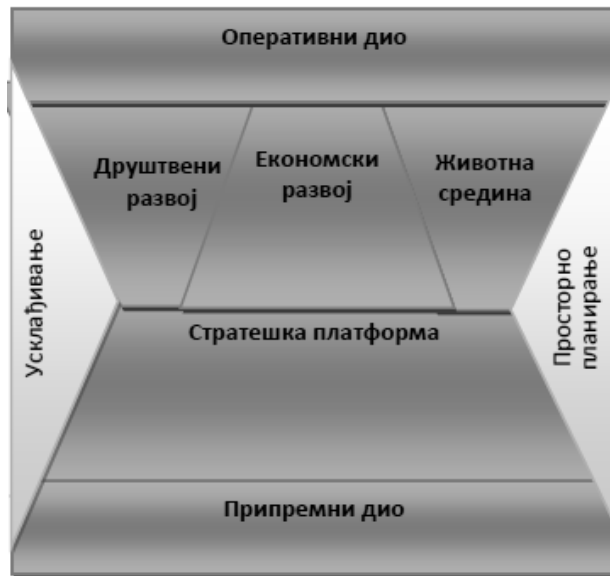 Оперативни дио
Друштвени
развој
Економски
развој
Животна
средина
Усклађивање
Просторно
планирање
Стратешка платформа
Припремни дио